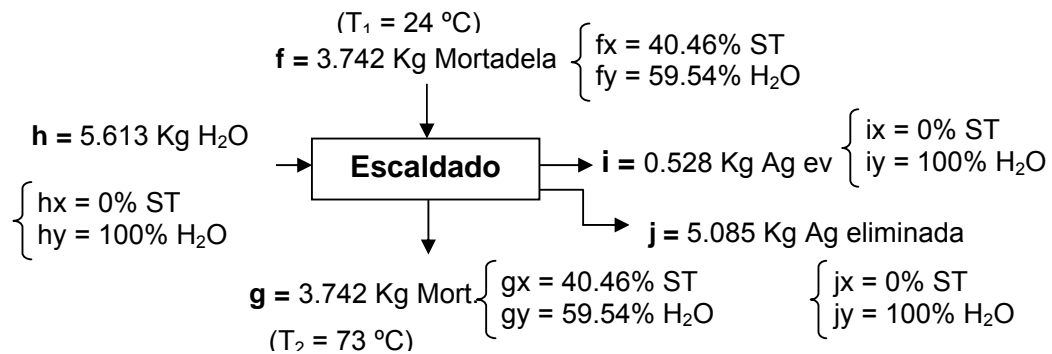 (T₁ = 24 ºC)
f = 3.742 Kg Mortadela
fx = 40.46% ST
fy = 59.54% H₂O
h = 5.613 Kg H₂O
hx = 0% ST
hy = 100% H₂O
Escaldado
i = 0.528 Kg Ag ev
ix = 0% ST
iy = 100% H₂O
j = 5.085 Kg Ag eliminada
jx = 0% ST
jy = 100% H₂O
g = 3.742 Kg Mort.
gx = 40.46% ST
gy = 59.54% H₂O
(T₂ = 73 ºC)